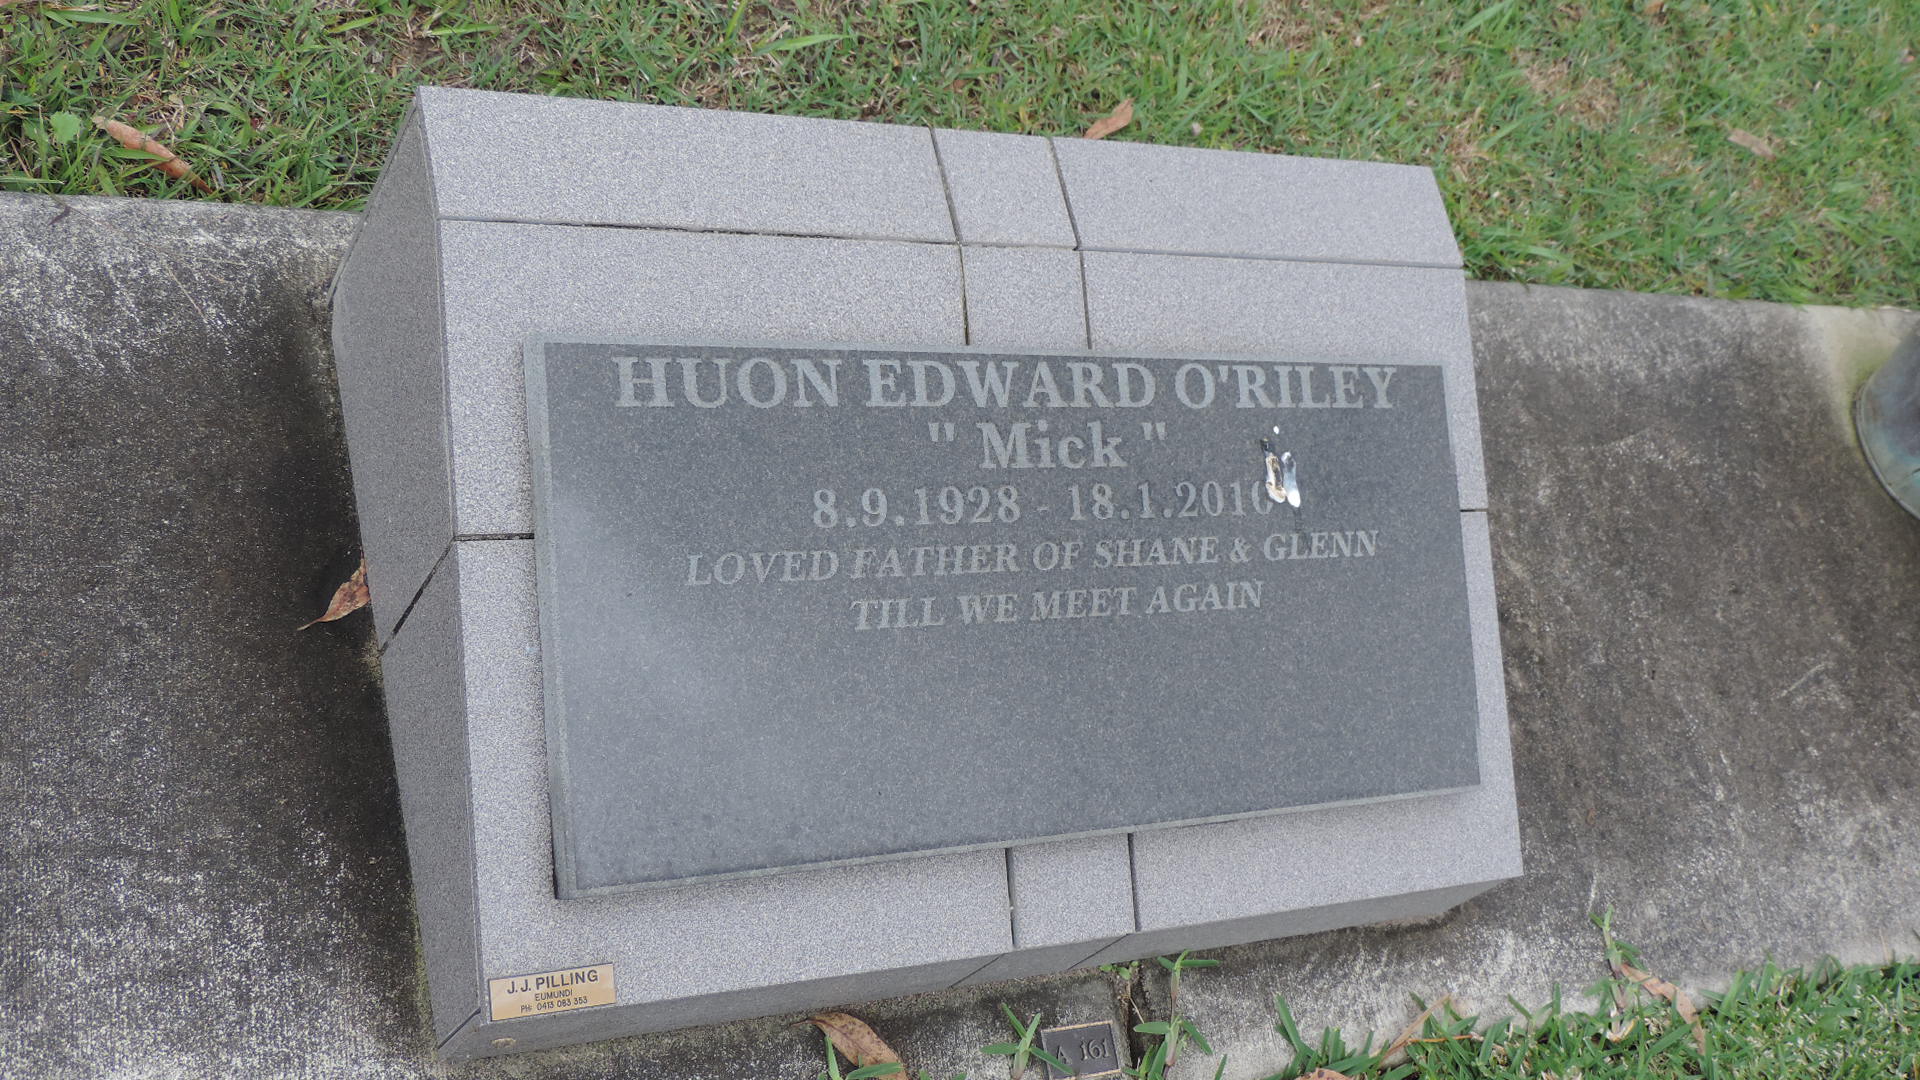 HUON EDWARD O'RILEY
" Mick "
8.9.1928 - 18.1.2010
LOVED FATHER OF SHANE & GLENN
TILL WE MEET AGAIN
J.J. PILLING
EUMUNDI
PH: 0413 083 353
A 161